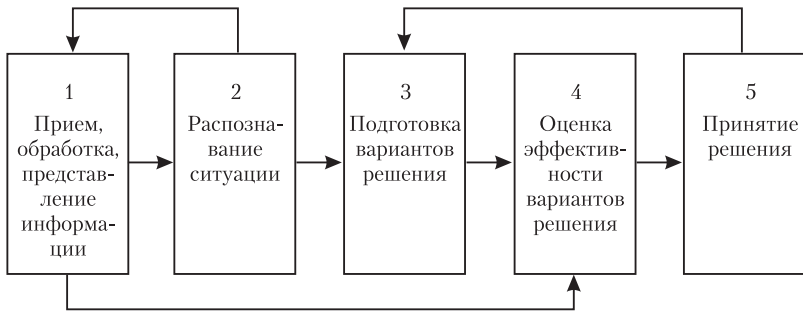 1
Прием,
обработка,
представ-
ление
информа-
ции
2
Распозна-
вание
ситуации
3
Подготовка
вариантов
решения
4
Оценка
эффектив-
ности
вариантов
решения
5
Принятие
решения